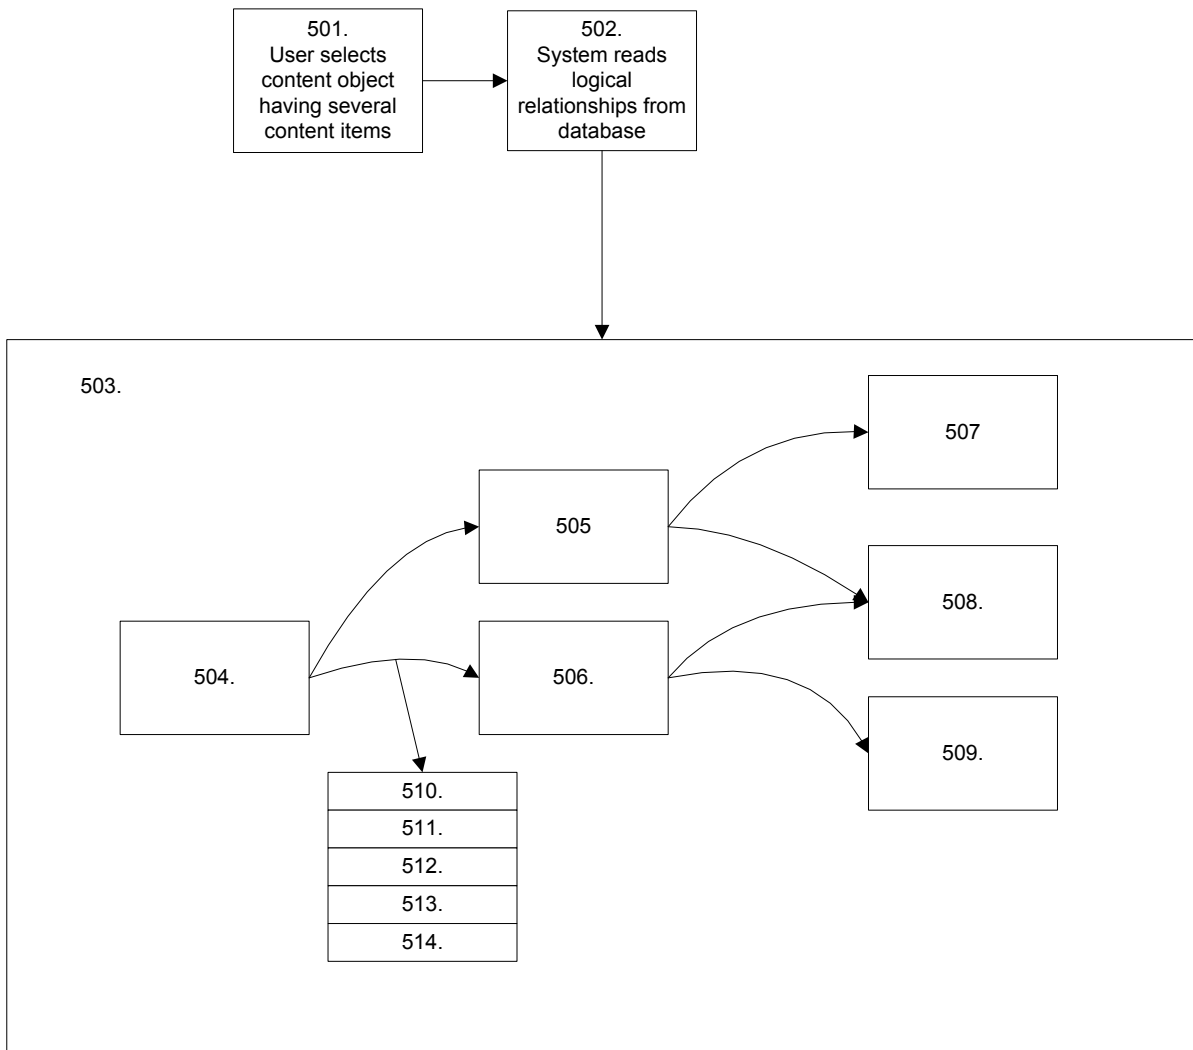 501.
User selects
content object
having several
content items
502.
System reads
logical
relationships from
database
503.
507
505
508.
504.
506.
509.
510.
511.
512.
513.
514.